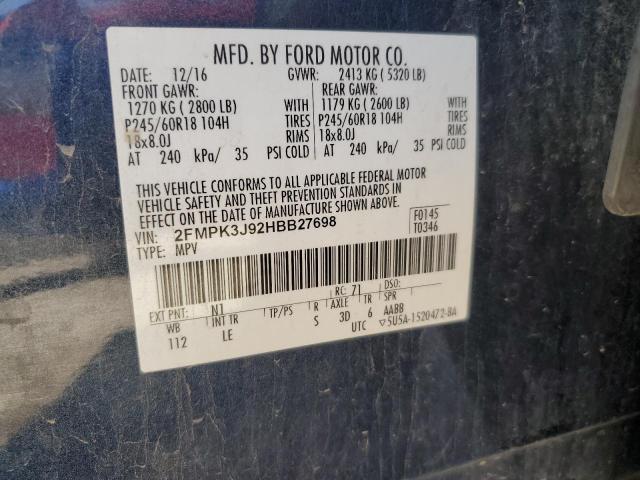 MFD. BY FORD MOTOR CO.
DATE: 12/16 GVWR: 2413 KG ( 5320 LB)
FRONT GAWR: REAR GAWR:
1270 KG ( 2800 LB) WITH 1179 KG ( 2600 LB) WITH
P245/60R18 104H TIRES P245/60R18 104H TIRES
18x8.0J RIMS 18x8.0J RIMS
AT 240 kPa/ 35 PSI COLD AT 240 kPa/ 35 PSI COLD
THIS VEHICLE CONFORMS TO ALL APPLICABLE FEDERAL MOTOR
VEHICLE SAFETY AND THEFT PREVENTION STANDARDS IN
EFFECT ON THE DATE OF MANUFACTURE SHOWN ABOVE.
VIN: 2FMPK3J92HBB27698 F0145
TYPE: MPV T0346
EXT PNT: N1 RC: 71 DSO:
WB INT TR TP/PS R AXLE TR SPR
112 LE S 3D 6 AABB
UTC ▽5U5A-1520472-BA